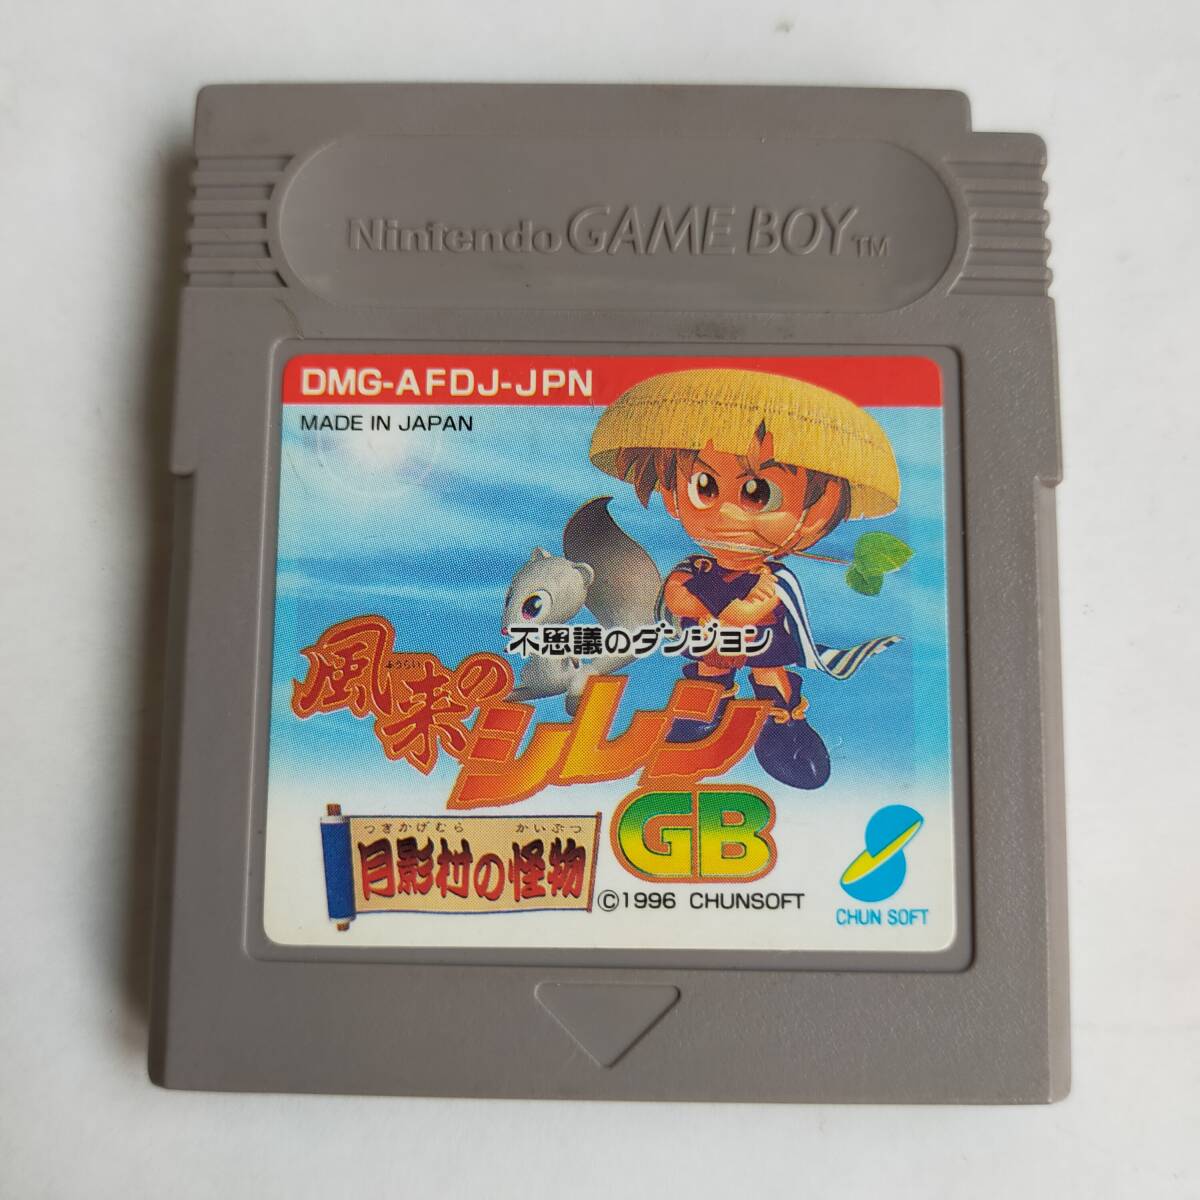 Nintendo GAME BOY TM
DMG-AFDJ-JPN
MADE IN JAPAN
不思議のダンジョン
ふうらい
風来のシレン
GB
つきかげむら かいぶつ
月影村の怪物
©1996 CHUNSOFT
CHUN SOFT